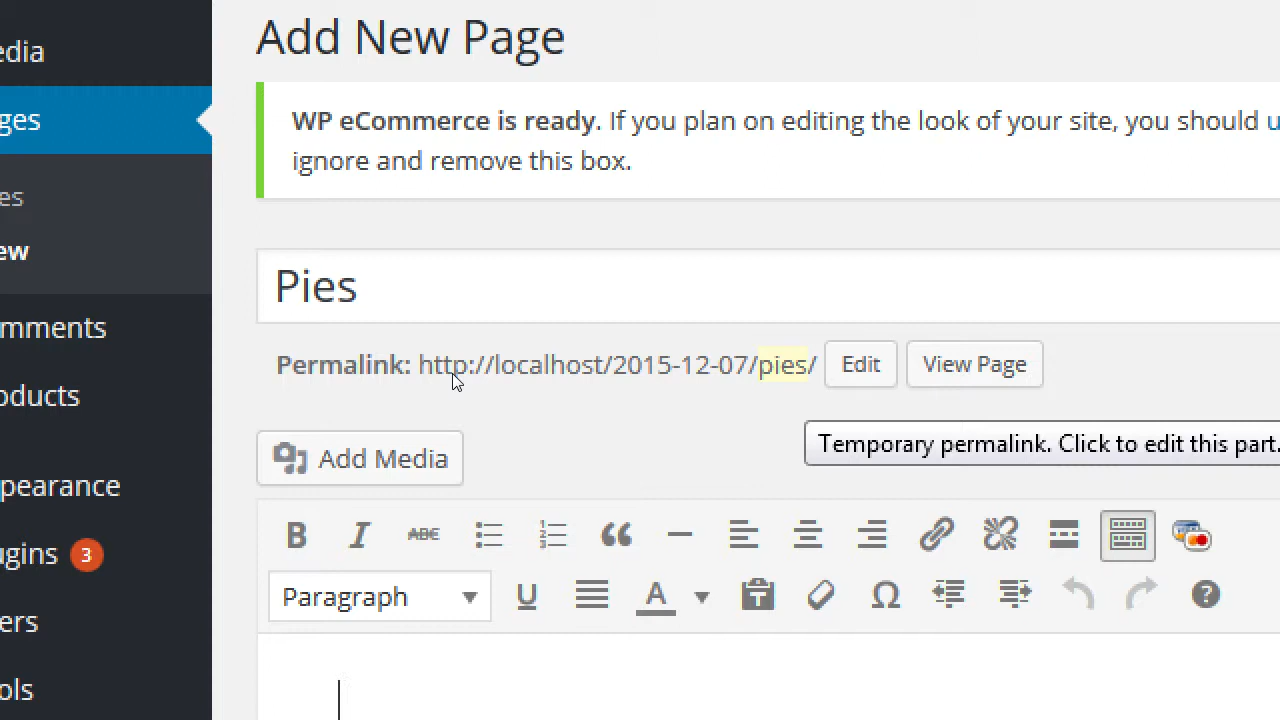 Add New Page
edia
ges
WP eCommerce is ready. If you plan on editing the look of your site, you should u
ignore and remove this box.
es
ew
Pies
mments
Permalink: http://localhost/2015-12-07/pies/ Edit View Page
oducts
Temporary permalink. Click to edit this part.
Add Media
ppearance
B I ABC
ugins 3
Paragraph U A T Ω ?
ers
ols